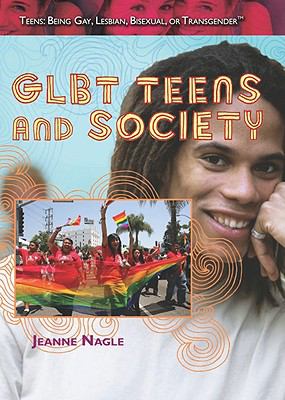 Teens: Being Gay, Lesbian, Bisexual, or Transgender™
GLBT TEENS
AND SOCIETY
Jeanne Nagle